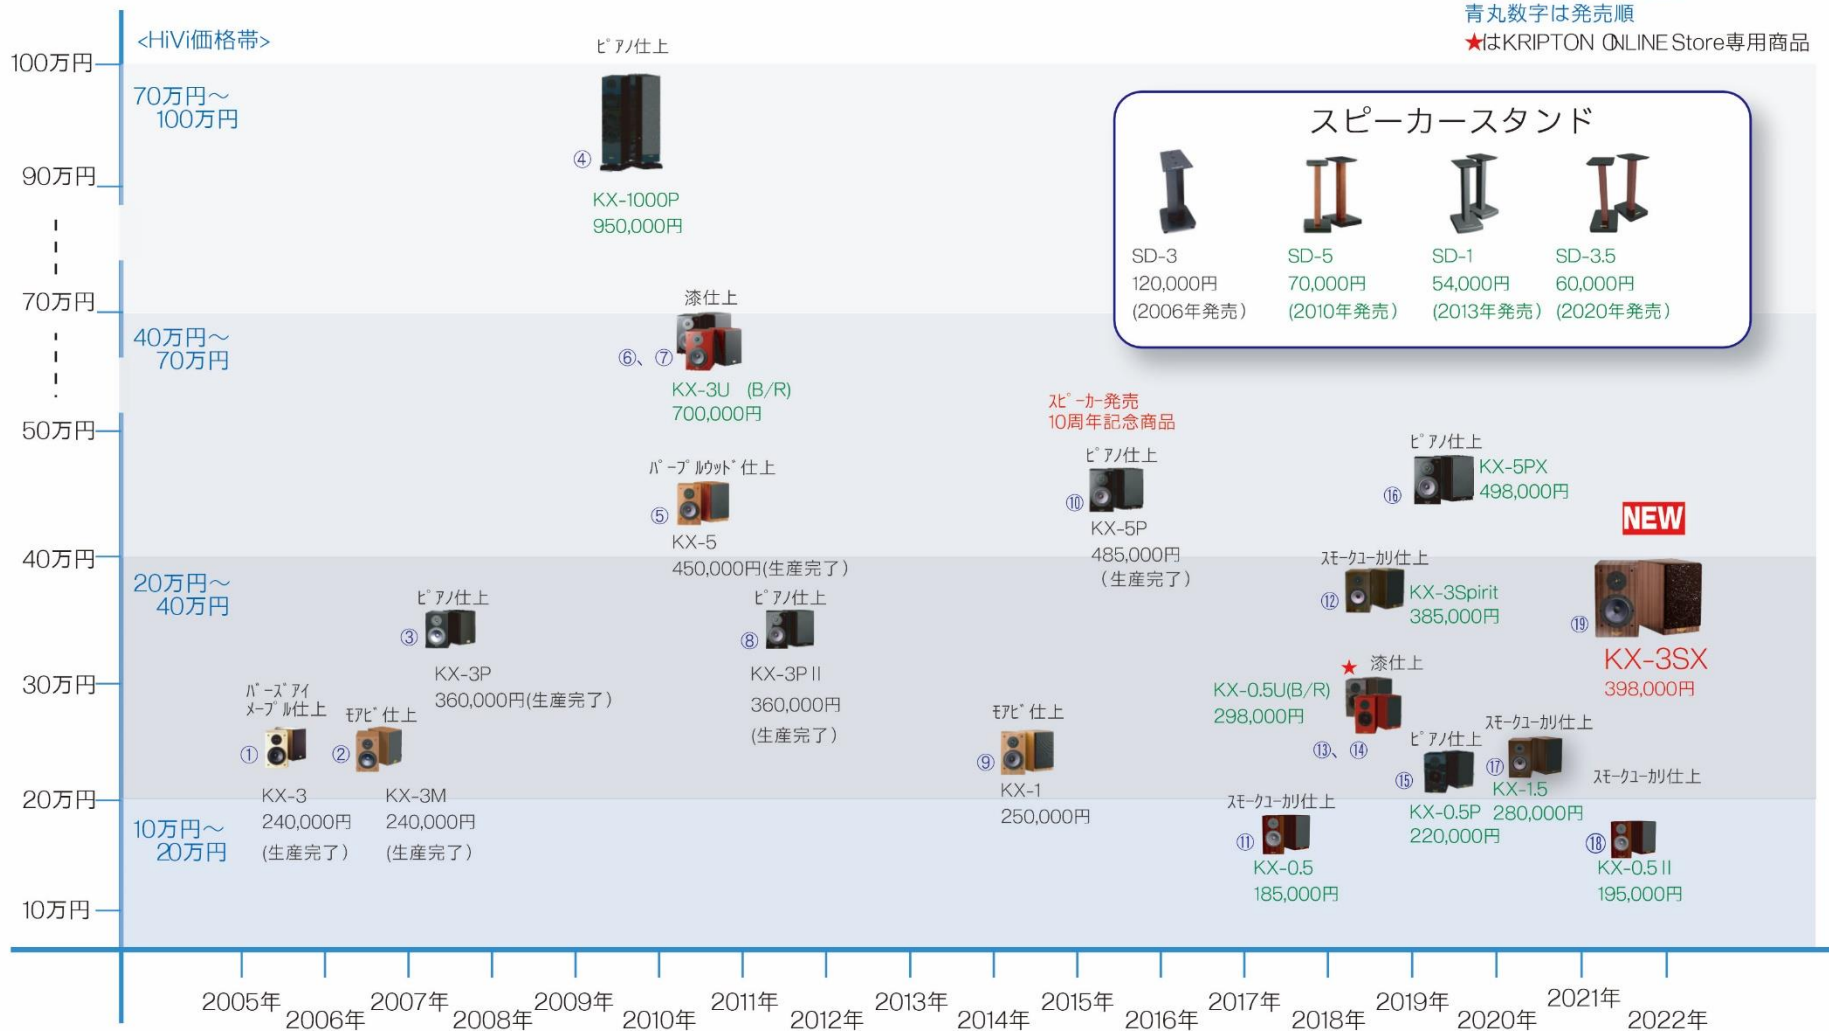 青丸数字は発売順
★はKRIPTON ONLINE Store専用商品
<HiVi価格帯>
100万円
90万円
70万円
50万円
40万円
30万円
20万円
10万円
70万円～
100万円
40万円～
70万円
20万円～
40万円
10万円～
20万円
ピアノ仕上
④
KX-1000P
950,000円
スピーカースタンド
SD-3
120,000円
(2006年発売)
SD-5
70,000円
(2010年発売)
SD-1
54,000円
(2013年発売)
SD-3.5
60,000円
(2020年発売)
漆仕上
⑥、⑦
KX-3U (B/R)
700,000円
パープルウッド仕上
⑤
KX-5
450,000円(生産完了)
スピーカー発売
10周年記念商品
ピアノ仕上
⑩
KX-5P
485,000円
(生産完了)
ピアノ仕上
⑯
KX-5PX
498,000円
NEW
⑲
KX-3SX
398,000円
スモークユーカリ仕上
⑫
KX-3Spirit
385,000円
ピアノ仕上
③
KX-3P
360,000円(生産完了)
ピアノ仕上
⑧
KX-3PⅡ
360,000円
(生産完了)
バーズアイ
メープル仕上
①
KX-3
240,000円
(生産完了)
モアビ仕上
②
KX-3M
240,000円
(生産完了)
モアビ仕上
⑨
KX-1
250,000円
★ 漆仕上
KX-0.5U(B/R)
298,000円
⑬、⑭
ピアノ仕上
⑮
KX-0.5P
220,000円
スモークユーカリ仕上
⑰
KX-1.5
280,000円
スモークユーカリ仕上
⑪
KX-0.5
185,000円
スモークユーカリ仕上
⑱
KX-0.5Ⅱ
195,000円
2005年
2006年
2007年
2008年
2009年
2010年
2011年
2012年
2013年
2014年
2015年
2016年
2017年
2018年
2019年
2020年
2021年
2022年